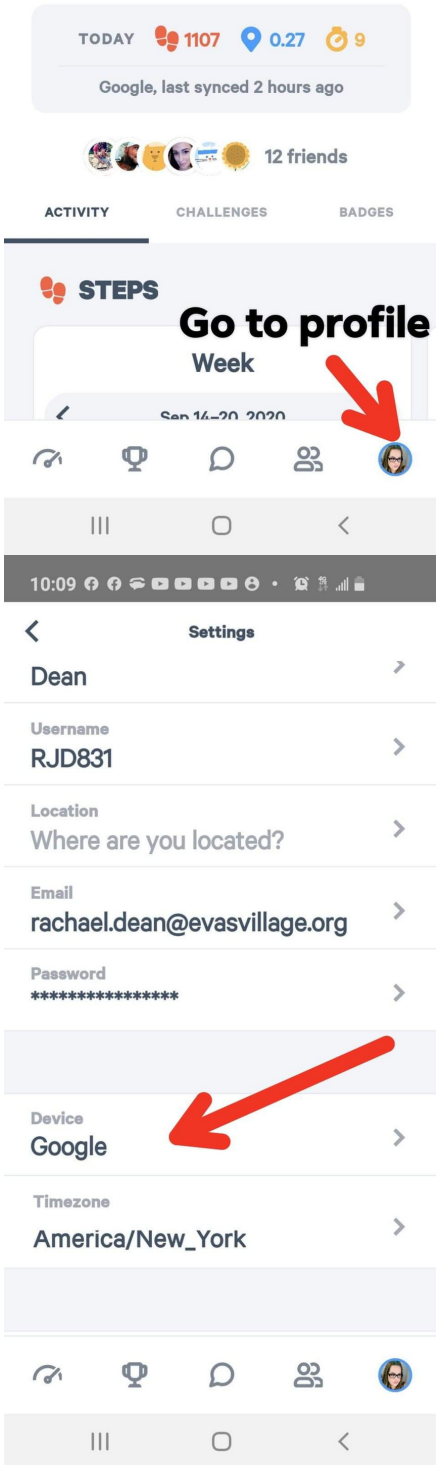 TODAY 1107 0.27 9
Google, last synced 2 hours ago
12 friends
ACTIVITY CHALLENGES BADGES
STEPS
Go to profile
Week
Sep 14–20, 2020
10:09
Settings
Dean
Username
RJD831
Location
Where are you located?
Email
rachael.dean@evasvillage.org
Password
****************
Device
Google
Timezone
America/New_York